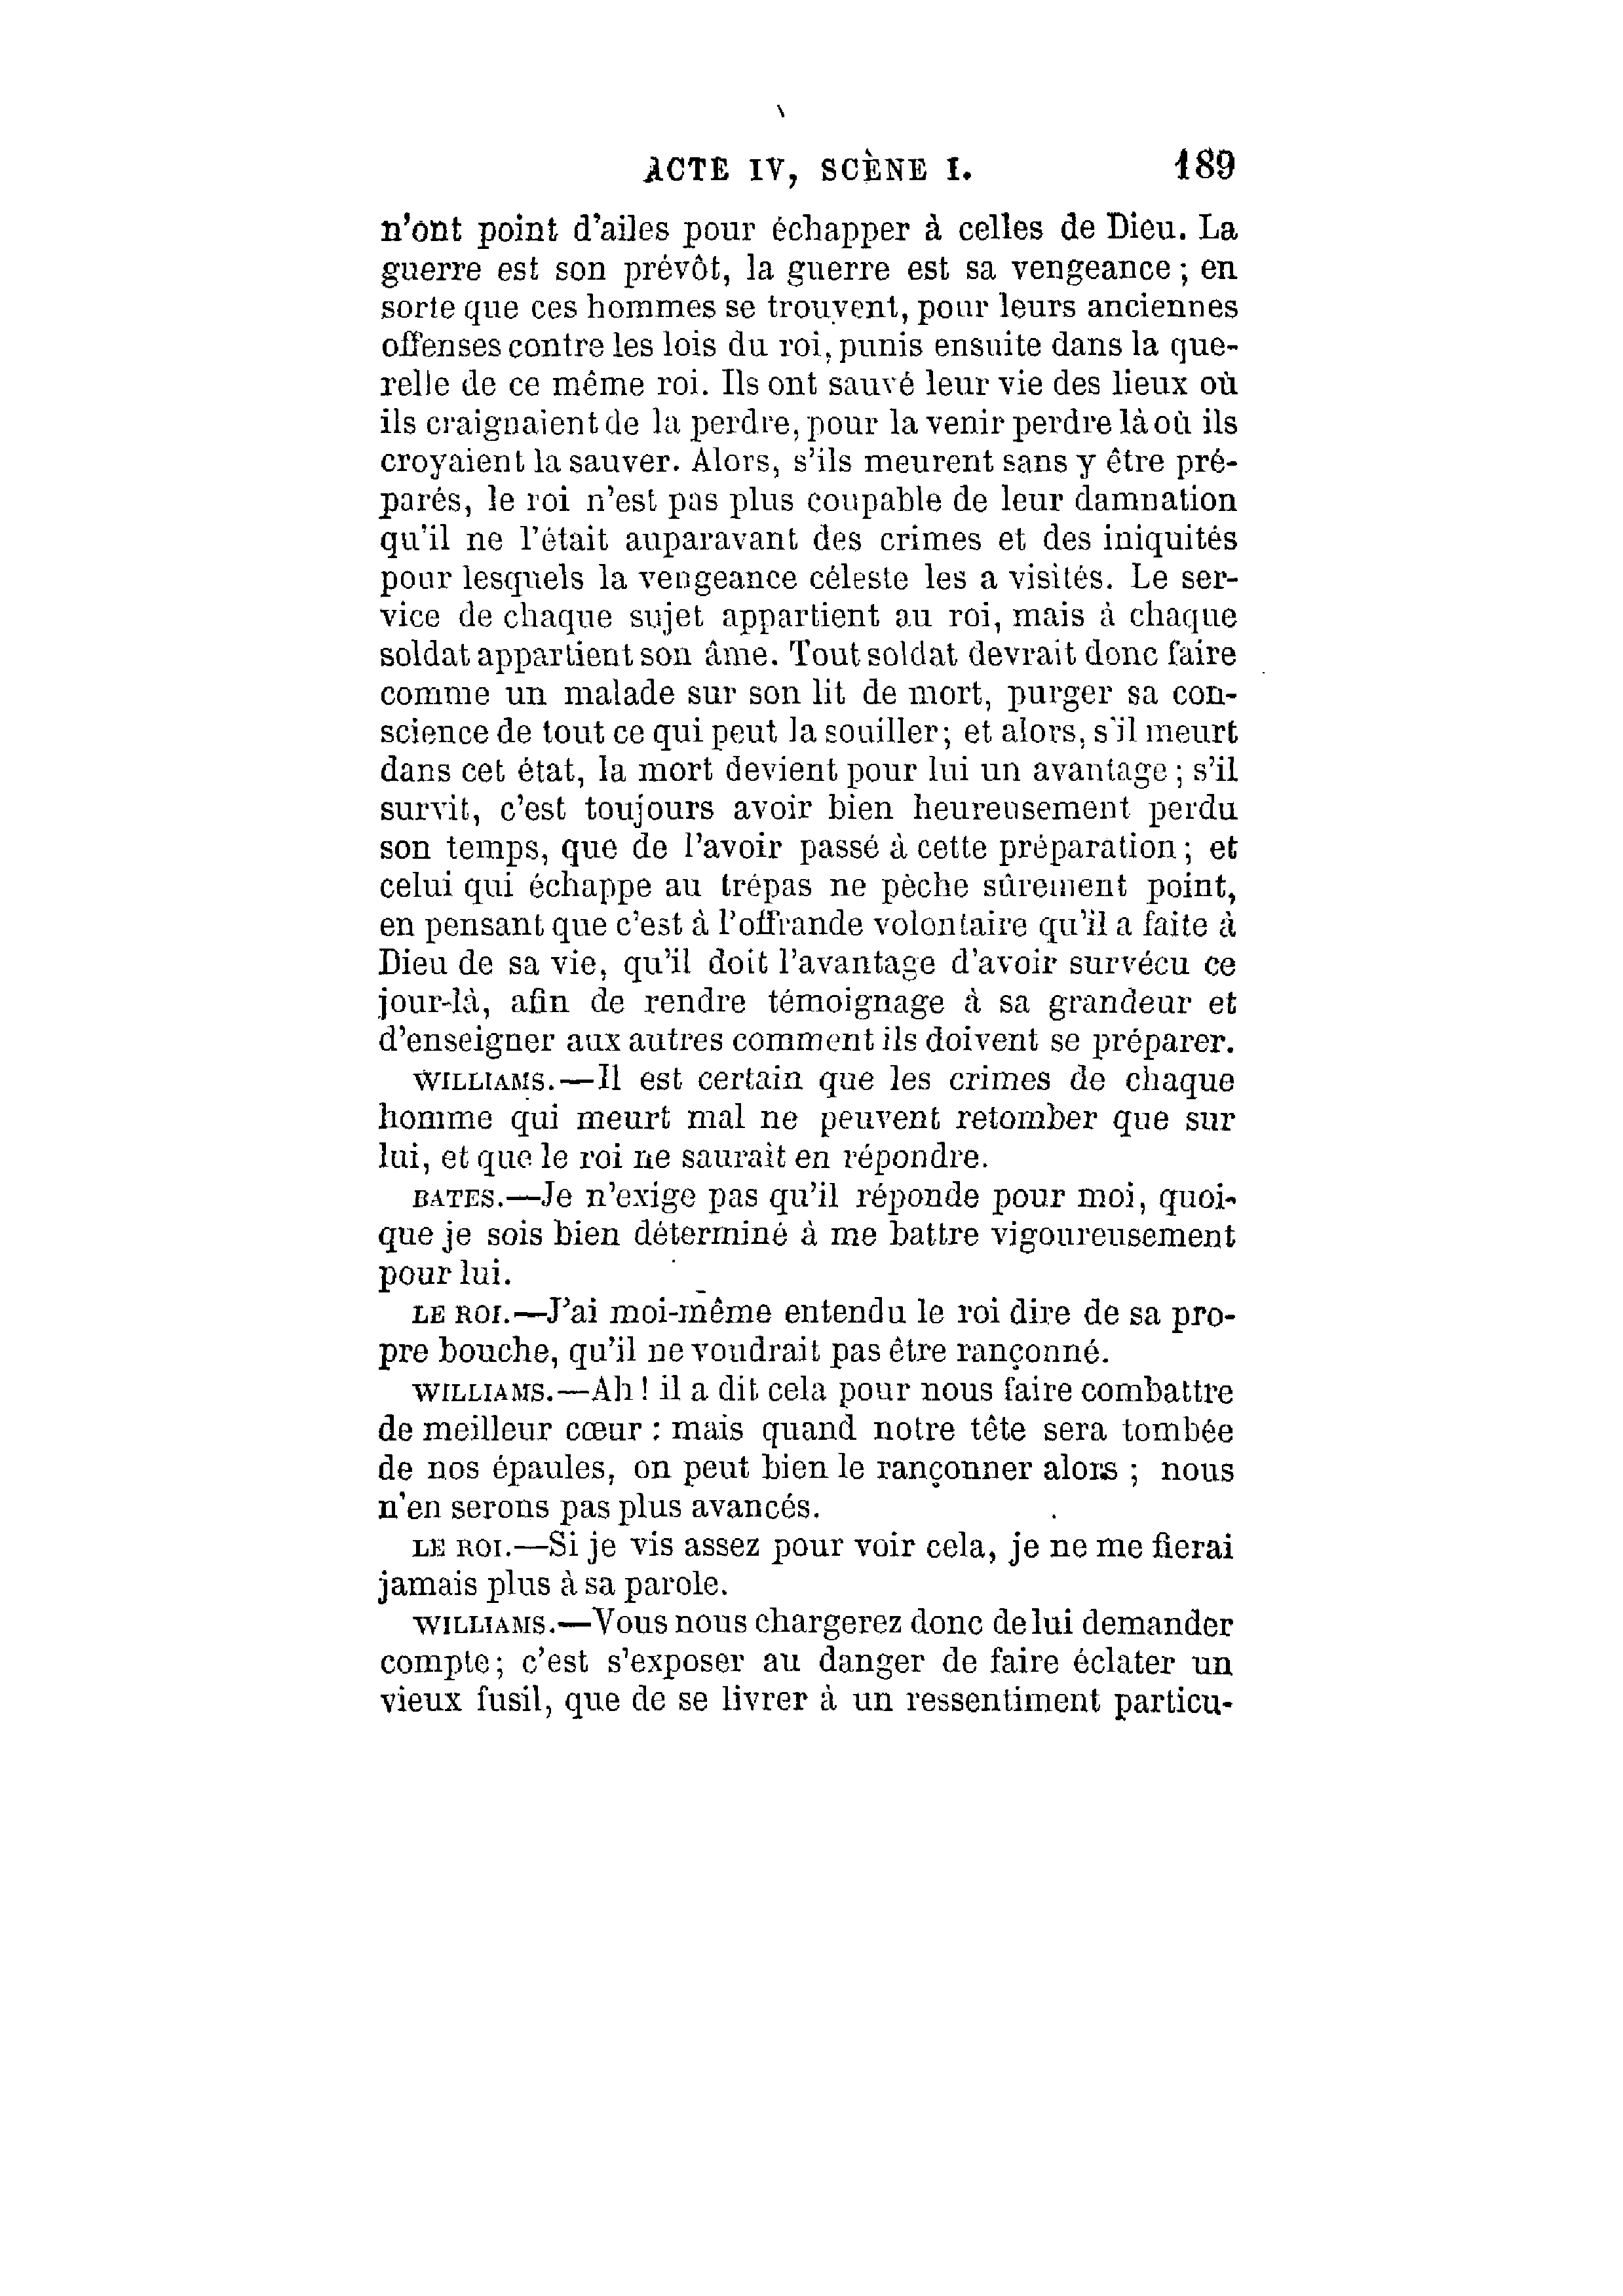 ACTE IV, SCÈNE I. 189
n'ont point d'ailes pour échapper à celles de Dieu. La
guerre est son prévôt, la guerre est sa vengeance ; en
sorte que ces hommes se trouvent, pour leurs anciennes
offenses contre les lois du roi, punis ensuite dans la que-
relle de ce même roi. Ils ont sauvé leur vie des lieux où
ils craignaient de la perdre, pour la venir perdre là où ils
croyaient la sauver. Alors, s'ils meurent sans y être pré-
parés, le roi n'est pas plus coupable de leur damnation
qu'il ne l'était auparavant des crimes et des iniquités
pour lesquels la vengeance céleste les a visités. Le ser-
vice de chaque sujet appartient au roi, mais à chaque
soldat appartient son âme. Tout soldat devrait donc faire
comme un malade sur son lit de mort, purger sa con-
science de tout ce qui peut la souiller ; et alors, s'il meurt
dans cet état, la mort devient pour lui un avantage ; s'il
survit, c'est toujours avoir bien heureusement perdu
son temps, que de l'avoir passé à cette préparation ; et
celui qui échappe au trépas ne pèche sûrement point,
en pensant que c'est à l'offrande volontaire qu'il a faite à
Dieu de sa vie, qu'il doit l'avantage d'avoir survécu ce
jour-là, afin de rendre témoignage à sa grandeur et
d'enseigner aux autres comment ils doivent se préparer.
WILLIAMS.—Il est certain que les crimes de chaque
homme qui meurt mal ne peuvent retomber que sur
lui, et que le roi ne saurait en répondre.
BATES.—Je n'exige pas qu'il réponde pour moi, quoi-
que je sois bien déterminé à me battre vigoureusement
pour lui.
LE ROI.—J'ai moi-même entendu le roi dire de sa pro-
pre bouche, qu'il ne voudrait pas être rançonné.
WILLIAMS.—Ah ! il a dit cela pour nous faire combattre
de meilleur cœur : mais quand notre tête sera tombée
de nos épaules, on peut bien le rançonner alors ; nous
n'en serons pas plus avancés.
LE ROI.—Si je vis assez pour voir cela, je ne me fierai
jamais plus à sa parole.
WILLIAMS.—Vous nous chargerez donc de lui demander
compte ; c'est s'exposer au danger de faire éclater un
vieux fusil, que de se livrer à un ressentiment particu-